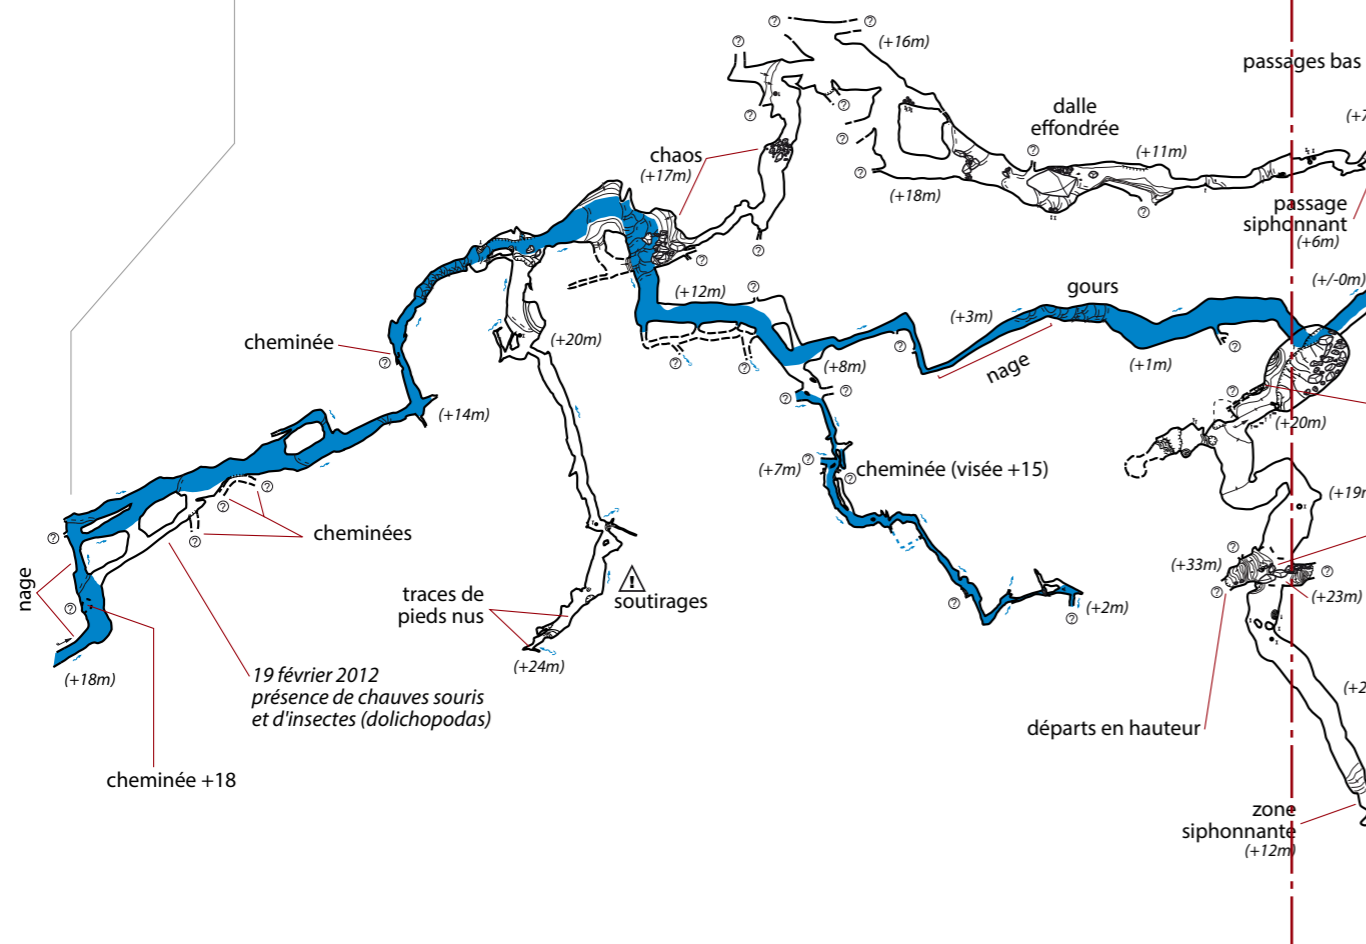 (+16m)
passages bas
dalle
effondrée
(+7
chaos
(+17m)
(+11m)
(+18m)
passage
siphonnant
(+6m)
(+12m)
gours
(+/-0m)
(+3m)
cheminée
(+20m)
(+8m)
nage
(+1m)
(+14m)
(+20m)
(+7m)
cheminée (visée +15)
(+19m
cheminées
(+33m)
nage
traces de
pieds nus
!
soutirages
(+2m)
(+23m)
(+24m)
(+18m)
19 février 2012
présence de chauves souris
et d'insectes (dolichopodas)
(+2
départs en hauteur
cheminée +18
zone
siphonnante
(+12m)